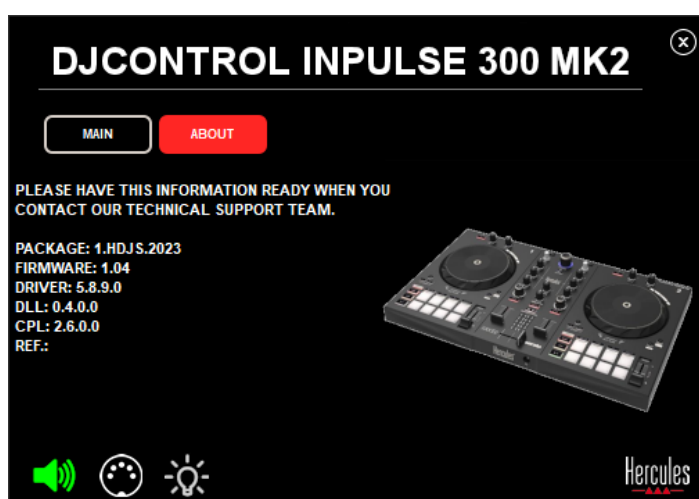 DJCONTROL INPULSE 300 MK2
MAIN
ABOUT
PLEASE HAVE THIS INFORMATION READY WHEN YOU
CONTACT OUR TECHNICAL SUPPORT TEAM.
PACKAGE: 1.HDJS.2023
FIRMWARE: 1.04
DRIVER: 5.8.9.0
DLL: 0.4.0.0
CPL: 2.6.0.0
REF.:
Hercules